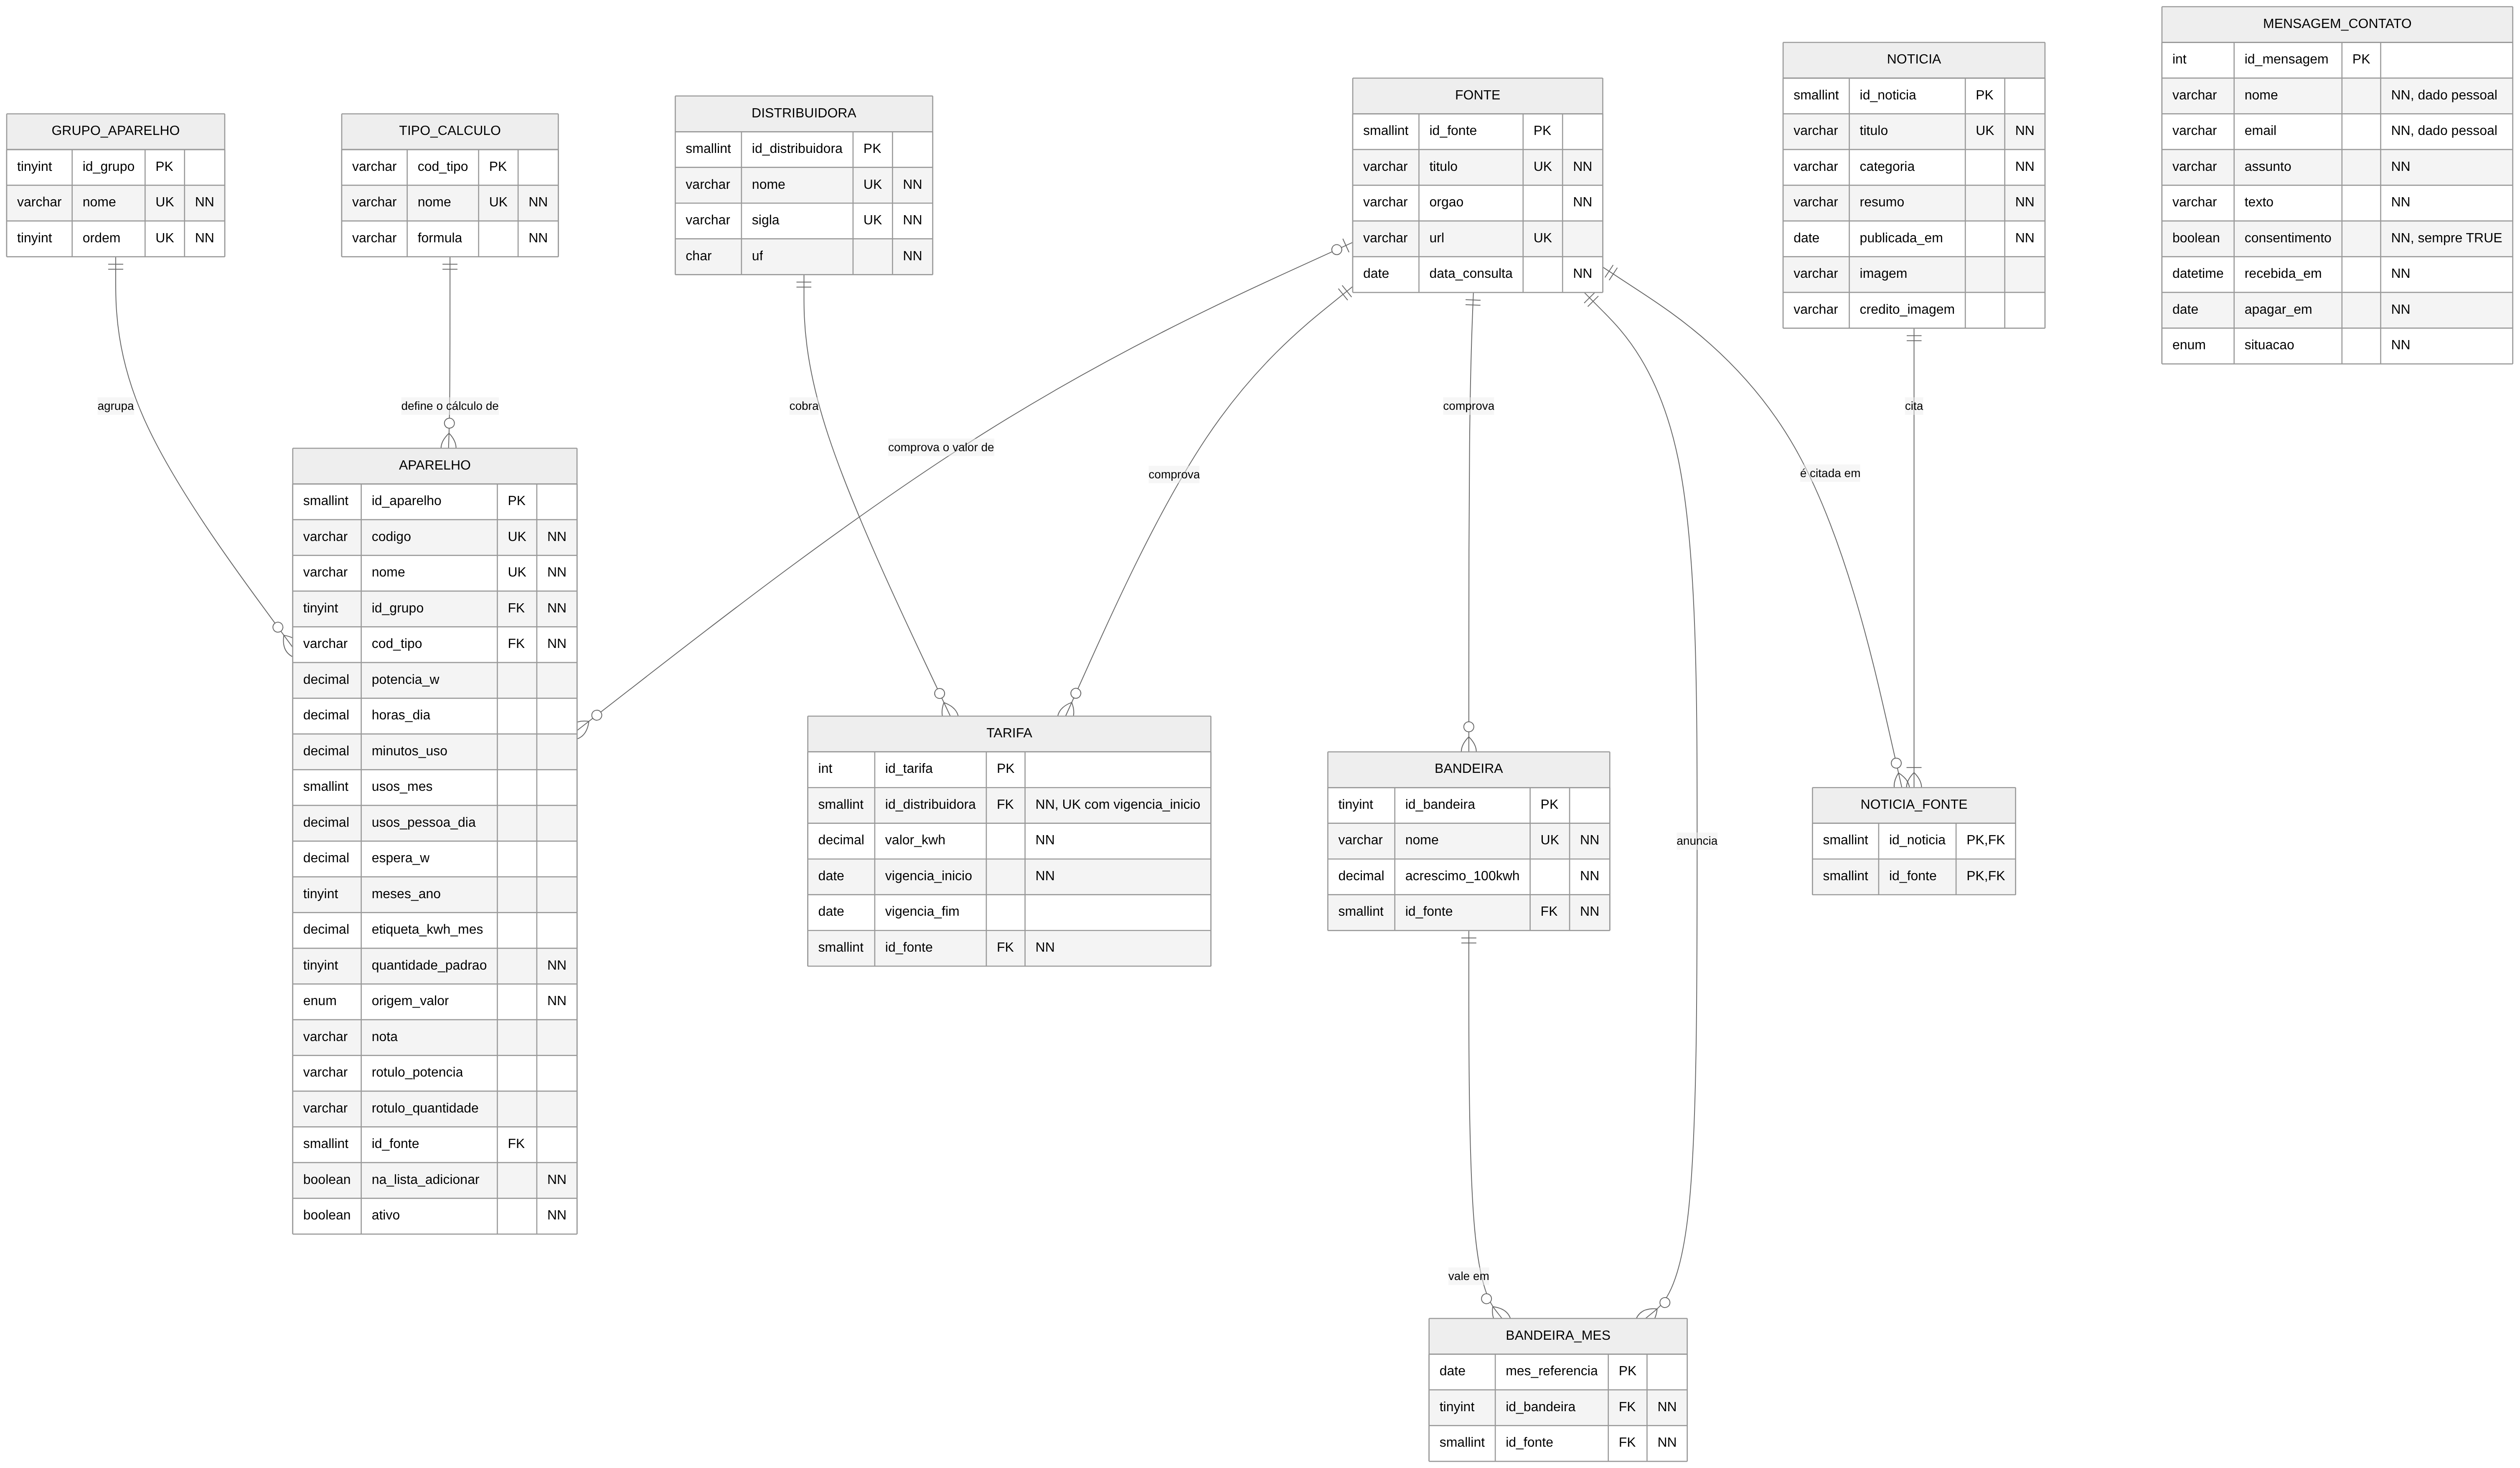 GRUPO_APARELHO
tinyint id_grupo PK
varchar nome UK NN
tinyint ordem UK NN
TIPO_CALCULO
varchar cod_tipo PK
varchar nome UK NN
varchar formula NN
DISTRIBUIDORA
smallint id_distribuidora PK
varchar nome UK NN
varchar sigla UK NN
char uf NN
FONTE
smallint id_fonte PK
varchar titulo UK NN
varchar orgao NN
varchar url UK
date data_consulta NN
NOTICIA
smallint id_noticia PK
varchar titulo UK NN
varchar categoria NN
varchar resumo NN
date publicada_em NN
varchar imagem
varchar credito_imagem
MENSAGEM_CONTATO
int id_mensagem PK
varchar nome NN, dado pessoal
varchar email NN, dado pessoal
varchar assunto NN
varchar texto NN
boolean consentimento NN, sempre TRUE
datetime recebida_em NN
date apagar_em NN
enum situacao NN
agrupa
define o cálculo de
cobra
comprova o valor de
comprova
comprova
anuncia
é citada em
cita
APARELHO
smallint id_aparelho PK
varchar codigo UK NN
varchar nome UK NN
tinyint id_grupo FK NN
varchar cod_tipo FK NN
decimal potencia_w
decimal horas_dia
decimal minutos_uso
smallint usos_mes
decimal usos_pessoa_dia
decimal espera_w
tinyint meses_ano
decimal etiqueta_kwh_mes
tinyint quantidade_padrao NN
enum origem_valor NN
varchar nota
varchar rotulo_potencia
varchar rotulo_quantidade
smallint id_fonte FK
boolean na_lista_adicionar NN
boolean ativo NN
TARIFA
int id_tarifa PK
smallint id_distribuidora FK NN, UK com vigencia_inicio
decimal valor_kwh NN
date vigencia_inicio NN
date vigencia_fim
smallint id_fonte FK NN
BANDEIRA
tinyint id_bandeira PK
varchar nome UK NN
decimal acrescimo_100kwh NN
smallint id_fonte FK NN
NOTICIA_FONTE
smallint id_noticia PK,FK
smallint id_fonte PK,FK
vale em
BANDEIRA_MES
date mes_referencia PK
tinyint id_bandeira FK NN
smallint id_fonte FK NN